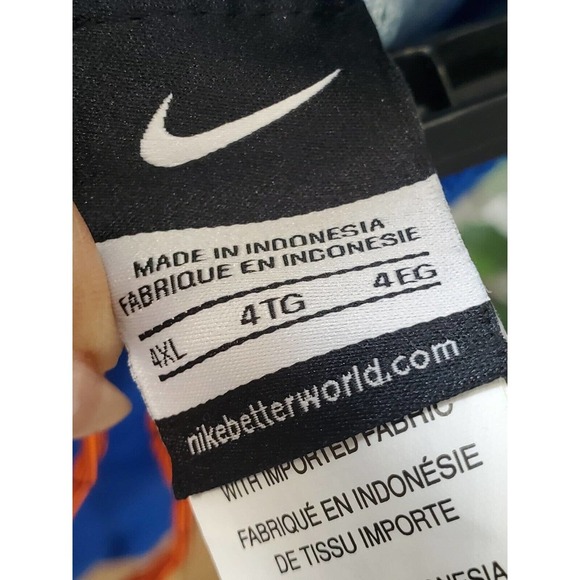 MADE IN INDONESIA
FABRIQUE EN INDONÉSIE
4XL 4TG 4EG
nikebetterworld.com
WITH IMPORTED FABRIC
FABRIQUÉ EN INDONÉSIE
DE TISSU IMPORTE